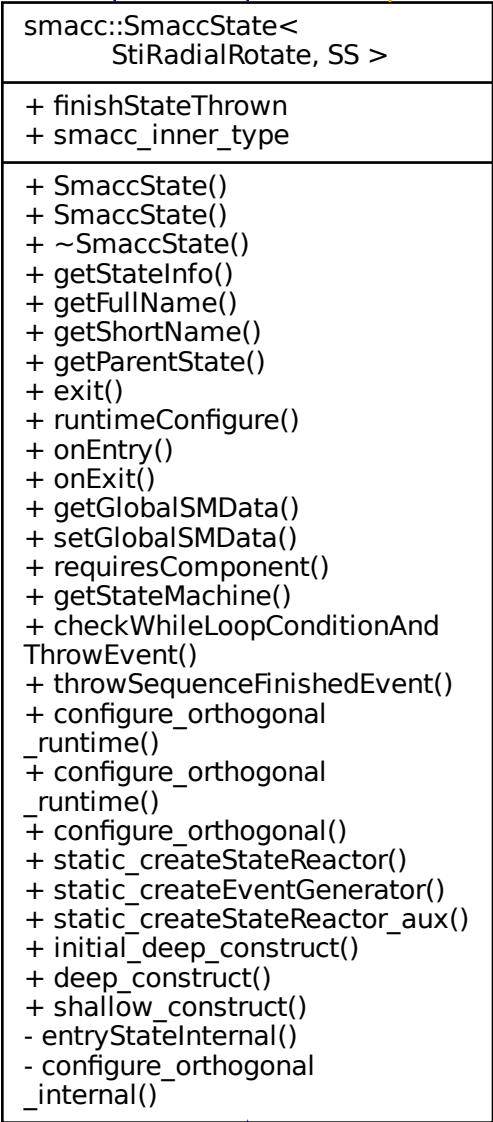 smacc::SmaccState<
StiRadialRotate, SS >
+ finishStateThrown
+ smacc_inner_type
+ SmaccState()
+ SmaccState()
+ ~SmaccState()
+ getStateInfo()
+ getFullName()
+ getShortName()
+ getParentState()
+ exit()
+ runtimeConfigure()
+ onEntry()
+ onExit()
+ getGlobalSMData()
+ setGlobalSMData()
+ requiresComponent()
+ getStateMachine()
+ checkWhileLoopConditionAnd
ThrowEvent()
+ throwSequenceFinishedEvent()
+ configure_orthogonal
_runtime()
+ configure_orthogonal
_runtime()
+ configure_orthogonal()
+ static_createStateReactor()
+ static_createEventGenerator()
+ static_createStateReactor_aux()
+ initial_deep_construct()
+ deep_construct()
+ shallow_construct()
- entryStateInternal()
- configure_orthogonal
_internal()